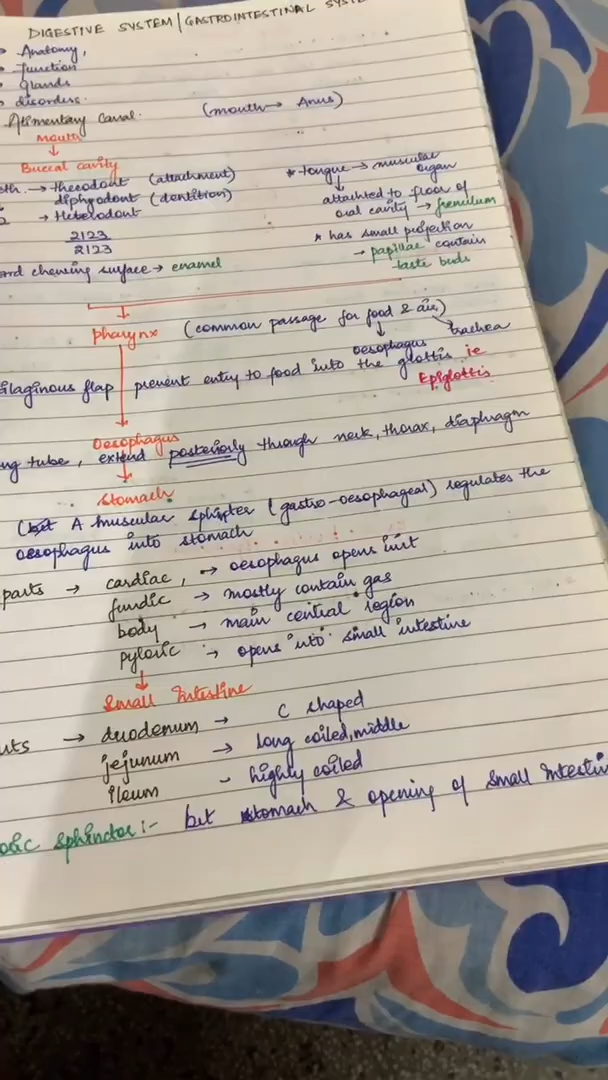 DIGESTIVE SYSTEM / GASTROINTESTINAL
Anatomy,
Function
Glands
disorders.
Alimentary canal. (mouth → Anus)
Mouth
↓
Buccal cavity
→ thecodont (attachment)
diphyodont (dentition)
→ Heterodont
2123
2123
* tongue → muscular organ
↓
attachted to floor of
oral cavity → frenulum
* has small projection
→ papillae contain
taste buds
chewing surface → enamel
↓
Pharynx (common passage for food & air)
oesophagus trachea
flap prevent entry to food into the glottis ie
Epiglottis
↓
Oesophagus
tube, extend posteriorly through neck, thorax, diaphragm
↓
Stomach
A muscular sphincter (gastro-oesophageal) regulates the
oesophagus into stomach
parts → cardiac, → oesophagus opens init
fundic → mostly contain gas
body → main central region
pyloric → opens into small intestine
↓
Small Intestine
→ duodenum → C shaped
jejunum → long coiled, middle
ileum - highly coiled
sphinctor :- bet stomach & opening of small